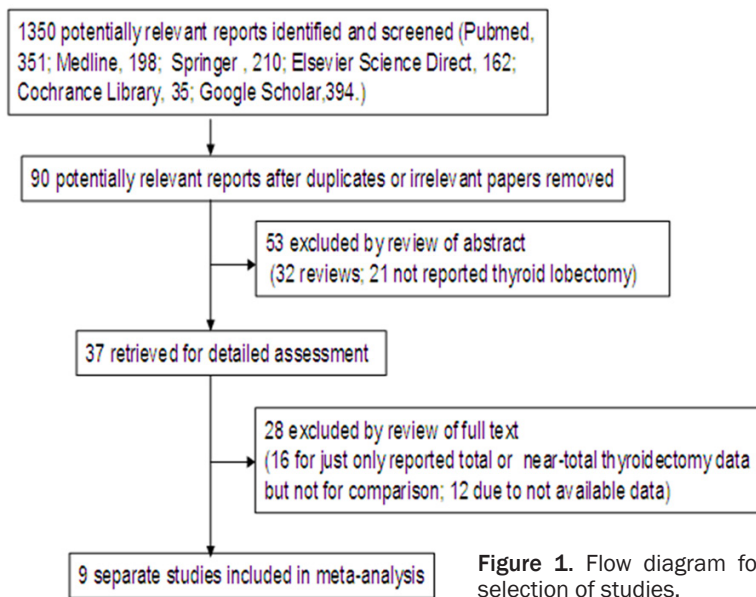 1350 potentially relevant reports identified and screened (Pubmed,
351; Medline, 198; Springer , 210; Elsevier Science Direct, 162;
Cochrance Library, 35; Google Scholar,394.)
90 potentially relevant reports after duplicates or irrelevant papers removed
53 excluded by review of abstract
(32 reviews; 21 not reported thyroid lobectomy)
37 retrieved for detailed assessment
28 excluded by review of full text
(16 for just only reported total or near-total thyroidectomy data
but not for comparison; 12 due to not available data)
9 separate studies included in meta-analysis
Figure 1. Flow diagram fo
selection of studies.